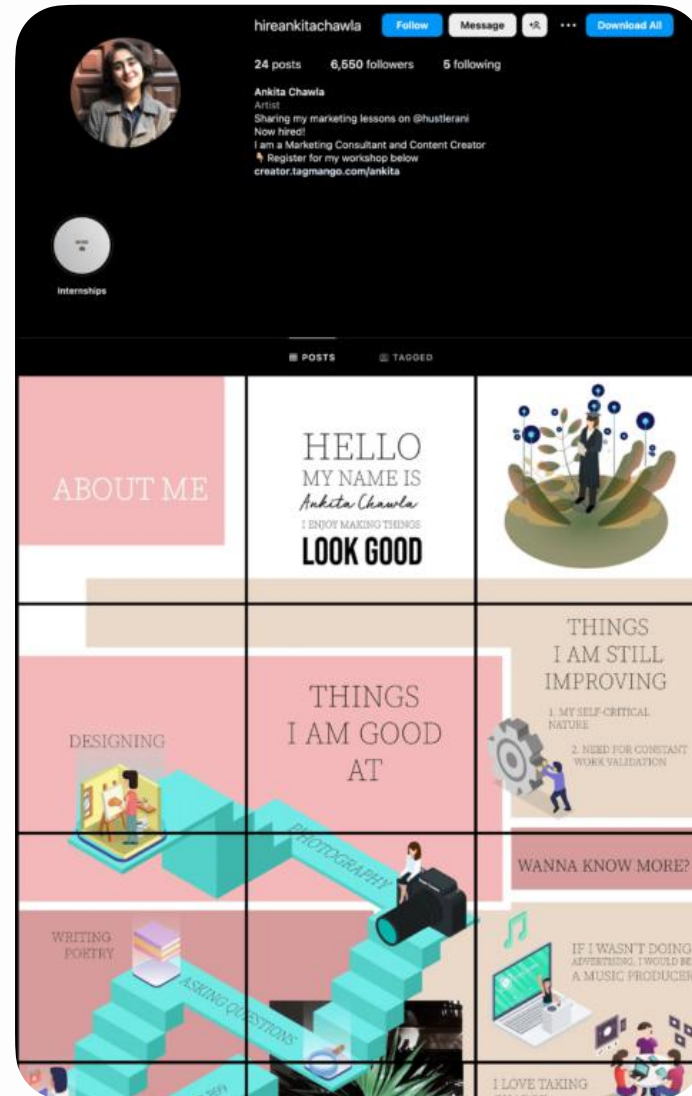 hireankitachawla Follow Message Download All
24 posts 6,550 followers 5 following
Ankita Chawla
Artist
Sharing my marketing lessons on @hustlerani
Now hired!
I am a Marketing Consultant and Content Creator
Register for my workshop below
creator.tagmango.com/ankita
Internships
POSTS TAGGED
ABOUT ME
HELLO
MY NAME IS
Ankita Chawla
I ENJOY MAKING THINGS
LOOK GOOD
DESIGNING
THINGS
I AM GOOD
AT
THINGS
I AM STILL
IMPROVING
1. MY SELF-CRITICAL
NATURE
2. NEED FOR CONSTANT
WORK VALIDATION
PHOTOGRAPHY
WANNA KNOW MORE?
WRITING
POETRY
ASKING QUESTIONS
IF I WASN'T DOING
ADVERTISING, I WOULD BE
A MUSIC PRODUCER
I LOVE TAKING